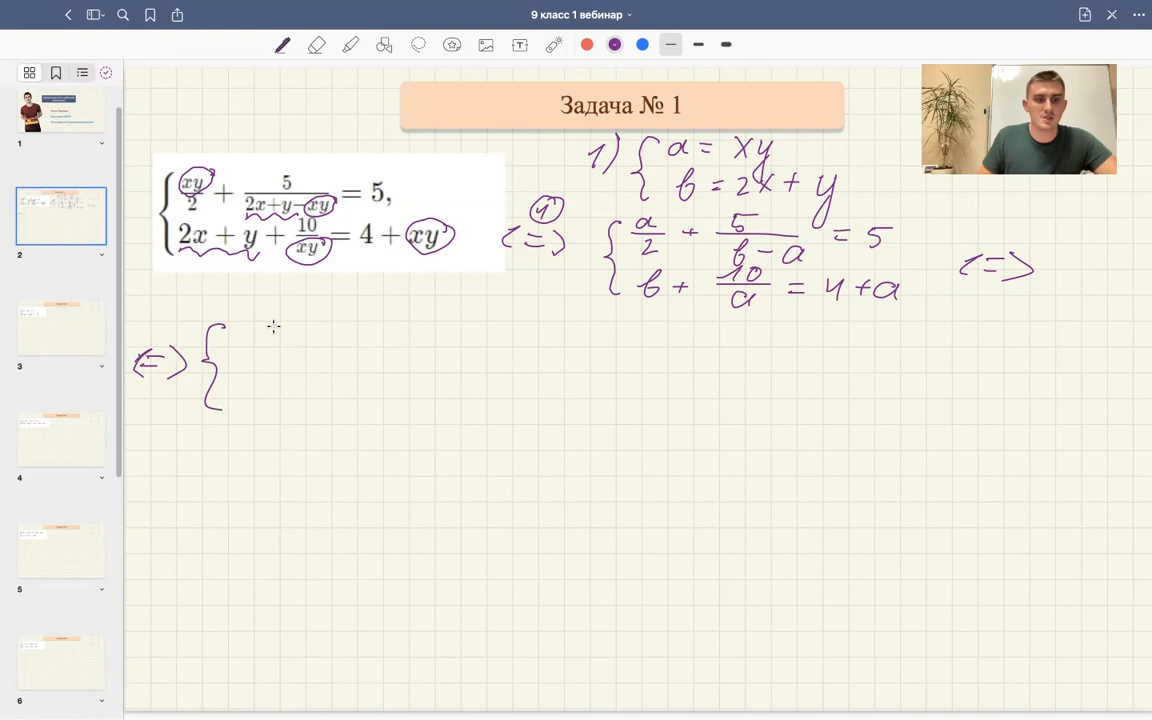 9 класс 1 вебинар
Задача № 1
xy/2 + 5/(2x+y−xy) = 5,
2x + y + 10/xy = 4 + xy
1) { a = xy
b = 2x + y
1)
<=> { a/2 + 5/(b − a) = 5
b + 10/a = 4 + a <=>
<=> {
1
2
3
4
5
6